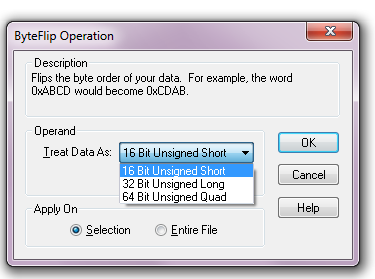 ByteFlip Operation
Description
Flips the byte order of your data. For example, the word
0xABCD would become 0xCDAB.
Operand
Treat Data As:
16 Bit Unsigned Short
16 Bit Unsigned Short
32 Bit Unsigned Long
64 Bit Unsigned Quad
OK
Cancel
Help
Apply On
Selection
Entire File